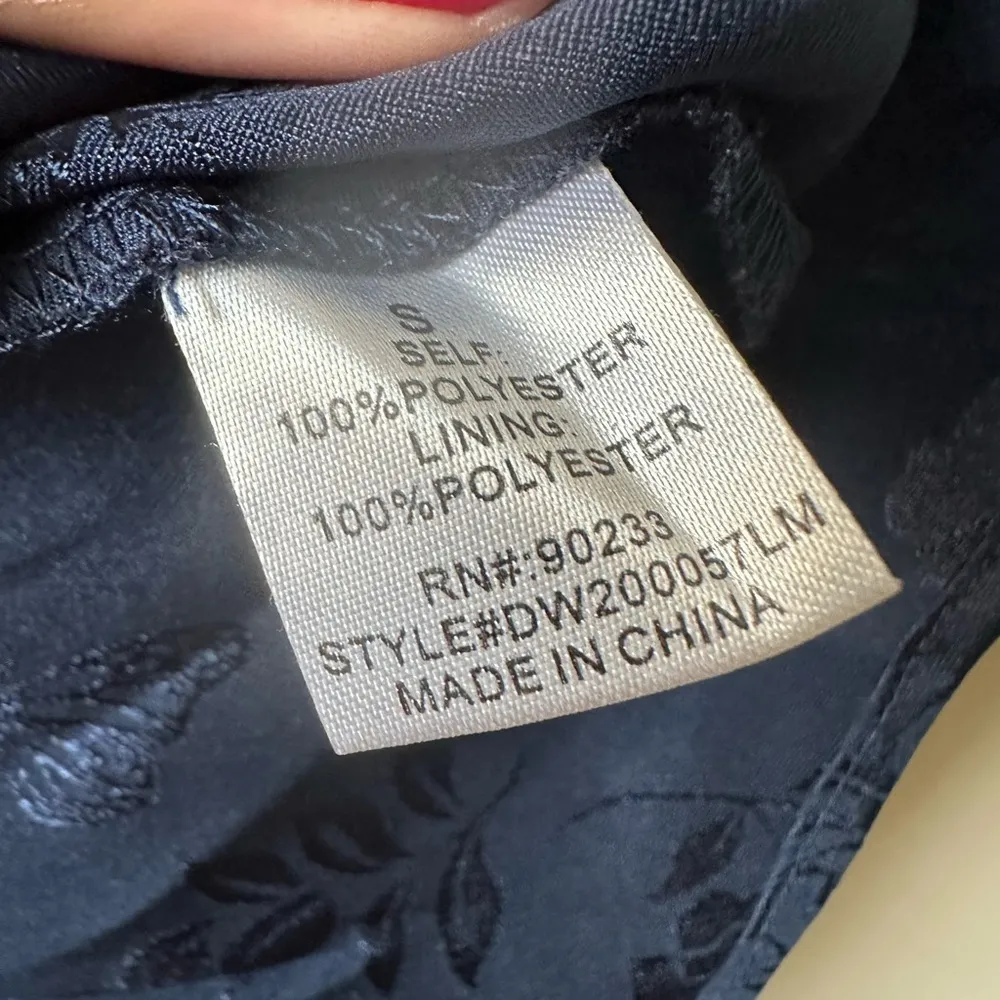 S
SELF:
100%POLYESTER
LINING:
100%POLYESTER
RN#:90233
STYLE#DW200057LM
MADE IN CHINA